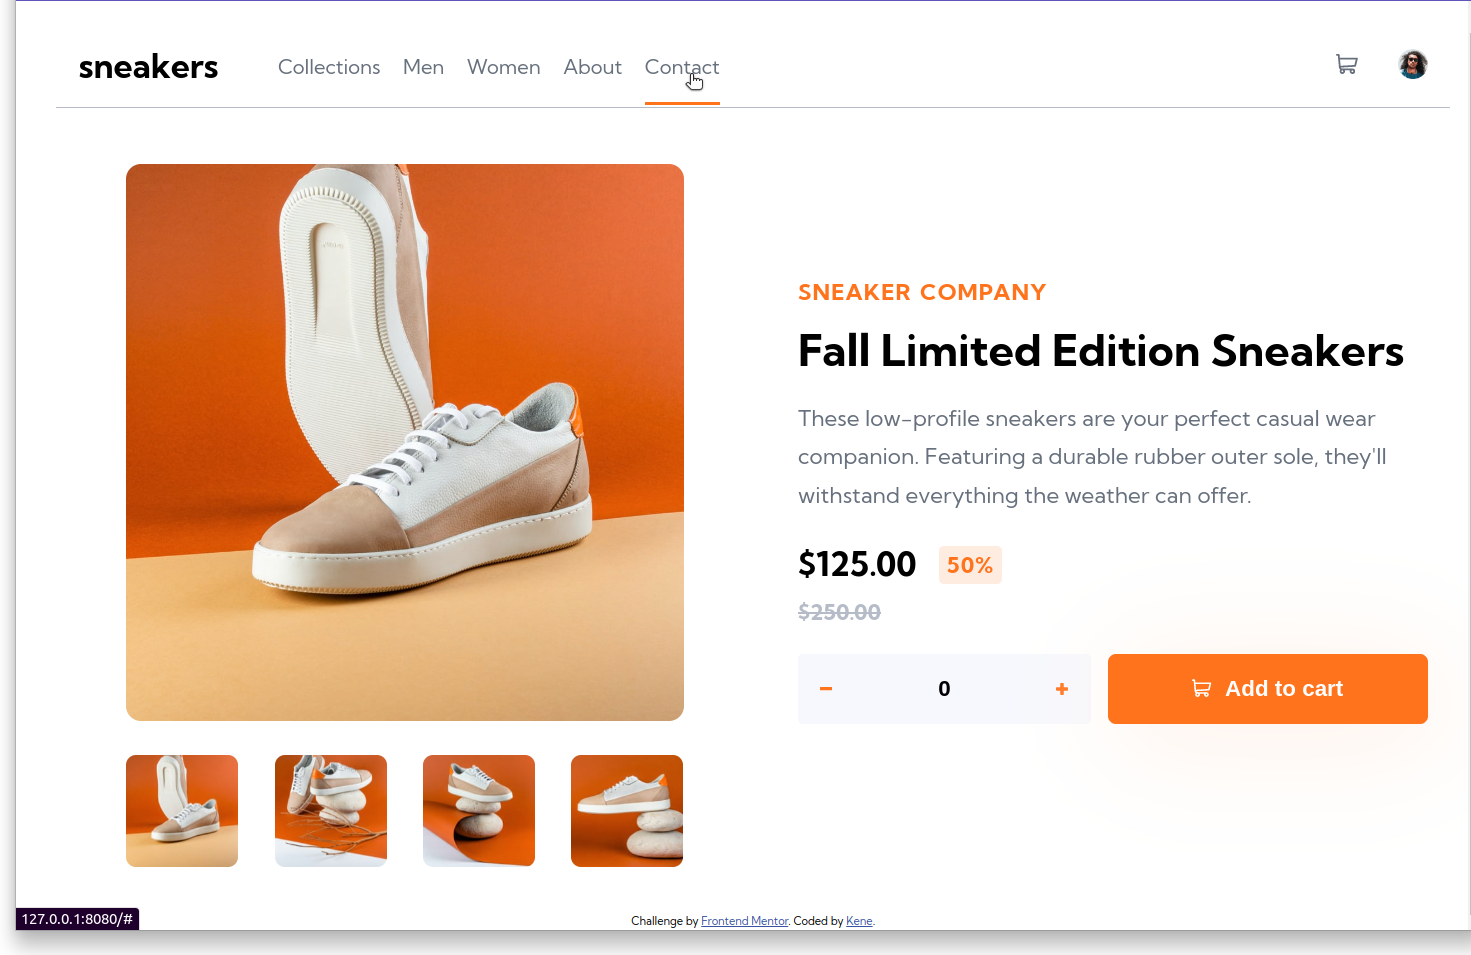 sneakers
Collections Men Women About Contact
SNEAKER COMPANY
Fall Limited Edition Sneakers
These low-profile sneakers are your perfect casual wear
companion. Featuring a durable rubber outer sole, they'll
withstand everything the weather can offer.
$125.00 50%
$250.00
− 0 +
Add to cart
127.0.0.1:8080/#
Challenge by Frontend Mentor. Coded by Kene.